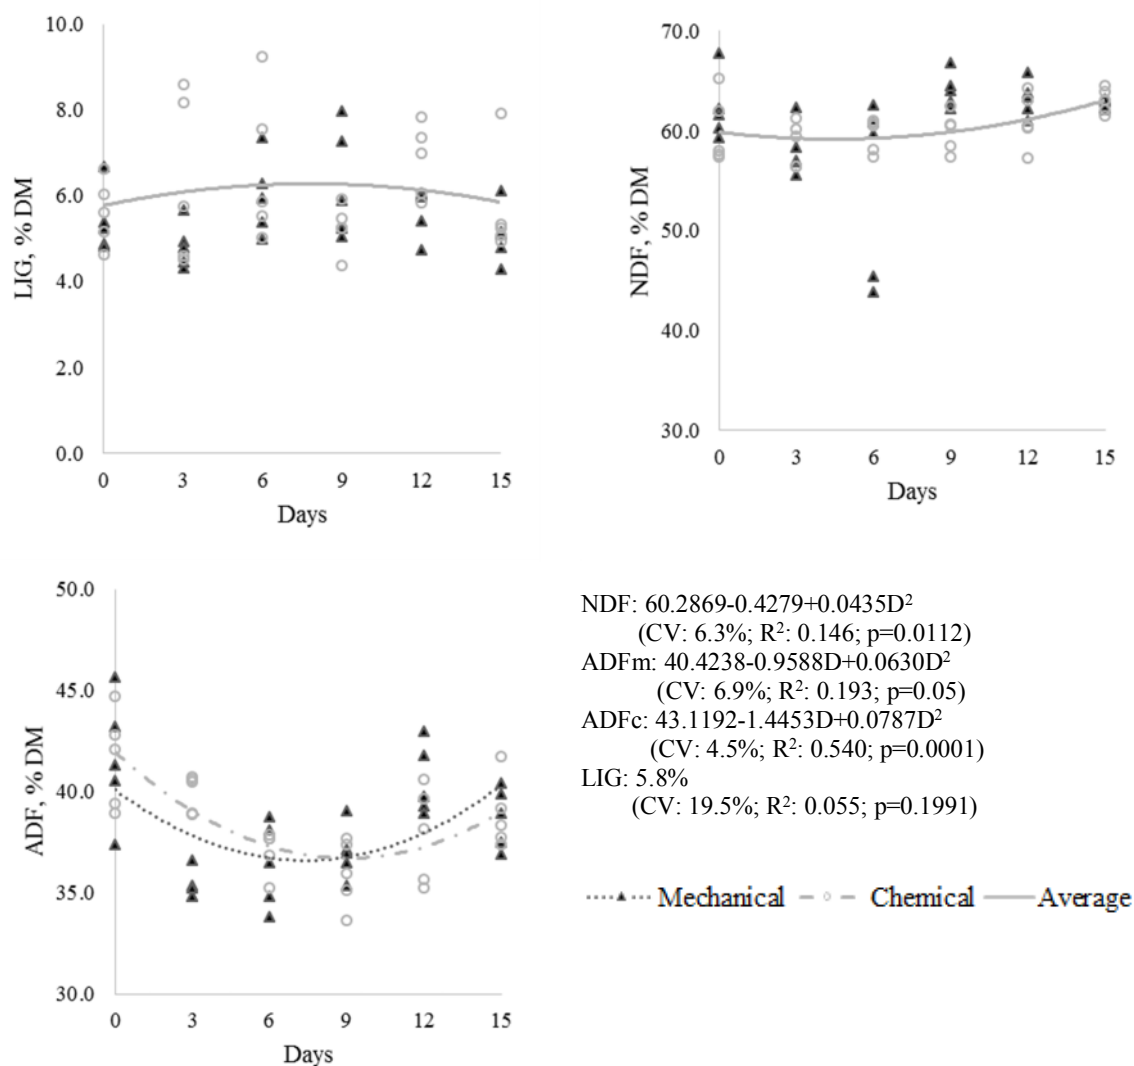 10.0
8.0
6.0
4.0
2.0
0.0
LIG, % DM
0 3 6 9 12 15
Days
70.0
60.0
50.0
40.0
30.0
NDF, % DM
0 3 6 9 12 15
Days
50.0
45.0
40.0
35.0
30.0
ADF, % DM
0 3 6 9 12 15
Days
NDF: 60.2869-0.4279+0.0435D²
(CV: 6.3%; R²: 0.146; p=0.0112)
ADFm: 40.4238-0.9588D+0.0630D²
(CV: 6.9%; R²: 0.193; p=0.05)
ADFc: 43.1192-1.4453D+0.0787D²
(CV: 4.5%; R²: 0.540; p=0.0001)
LIG: 5.8%
(CV: 19.5%; R²: 0.055; p=0.1991)
Mechanical Chemical Average